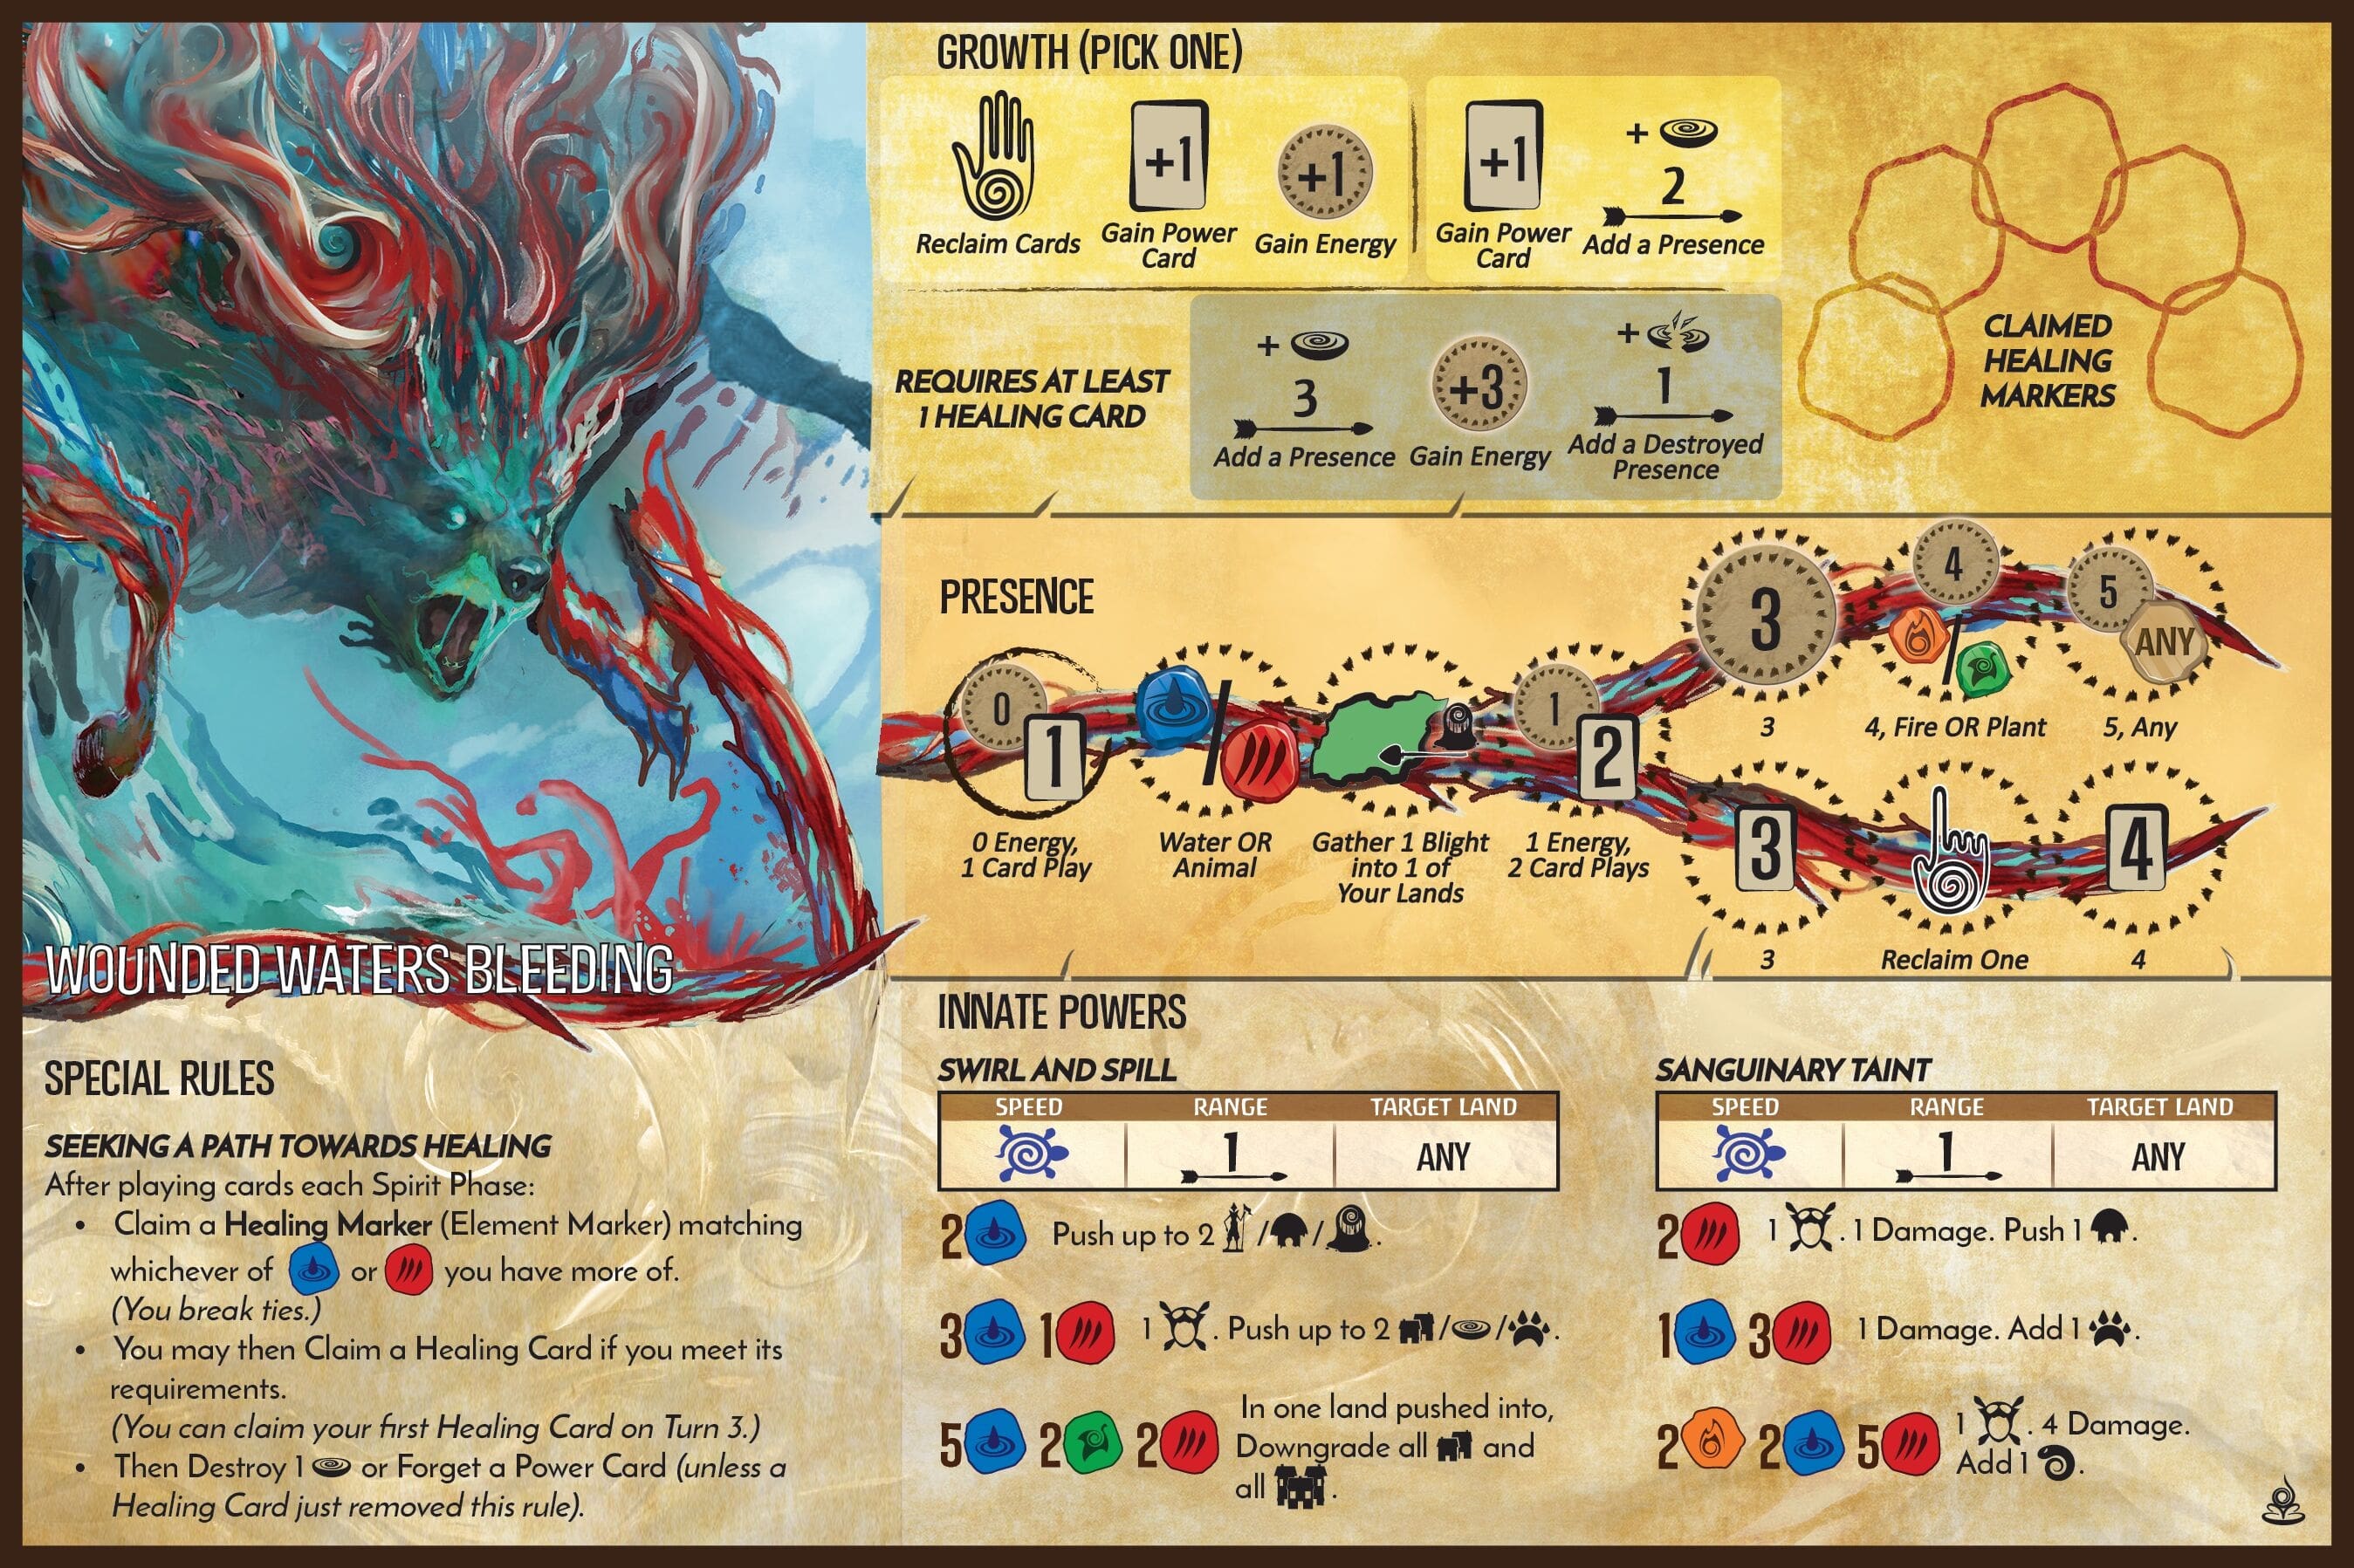 GROWTH (PICK ONE)
+1
+1
+1
+
2
Reclaim Cards
Gain Power
Card
Gain Energy
Gain Power
Card
Add a Presence
REQUIRES AT LEAST
1 HEALING CARD
+
3
Add a Presence
+3
Gain Energy
+
1
Add a Destroyed
Presence
CLAIMED
HEALING
MARKERS
PRESENCE
0
1
0 Energy,
1 Card Play
/
Water OR
Animal
Gather 1 Blight
into 1 of
Your Lands
1
2
1 Energy,
2 Card Plays
3
3
4
/
4, Fire OR Plant
5
ANY
5, Any
3
3
Reclaim One
4
4
WOUNDED WATERS BLEEDING
SPECIAL RULES
SEEKING A PATH TOWARDS HEALING
After playing cards each Spirit Phase:
• Claim a Healing Marker (Element Marker) matching
whichever of or you have more of.
(You break ties.)
• You may then Claim a Healing Card if you meet its
requirements.
(You can claim your first Healing Card on Turn 3.)
• Then Destroy 1 or Forget a Power Card (unless a
Healing Card just removed this rule).
INNATE POWERS
SWIRL AND SPILL
SPEED RANGE TARGET LAND
1 ANY
2 Push up to 2 / / .
3 1 1 . Push up to 2 / / .
5 2 2 In one land pushed into,
Downgrade all and
all .
SANGUINARY TAINT
SPEED RANGE TARGET LAND
1 ANY
2 1 . 1 Damage. Push 1 .
1 3 1 Damage. Add 1 .
2 2 5 1 . 4 Damage.
Add 1 .